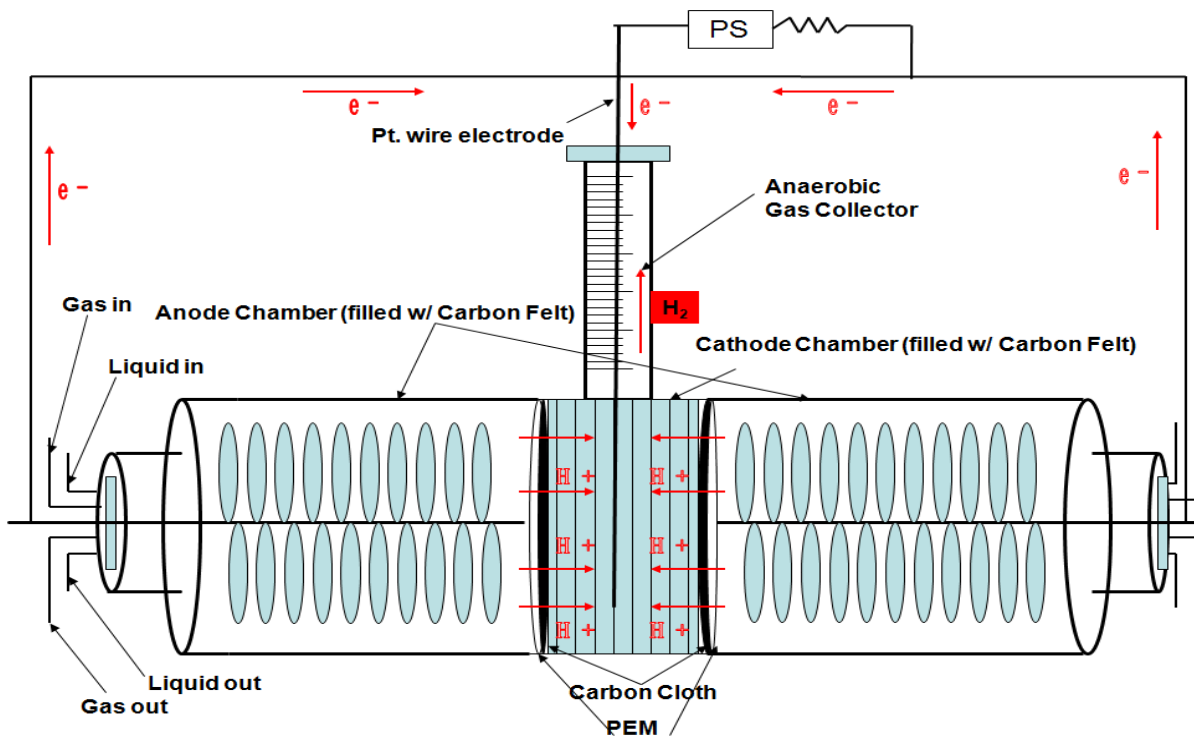 PS
e -
e -
e -
Pt. wire electrode
e -
e -
Anaerobic
Gas Collector
Gas in
Anode Chamber (filled w/ Carbon Felt)
H2
Cathode Chamber (filled w/ Carbon Felt)
Liquid in
H +
H +
H +
H +
H +
H +
Liquid out
Carbon Cloth
Gas out
PEM